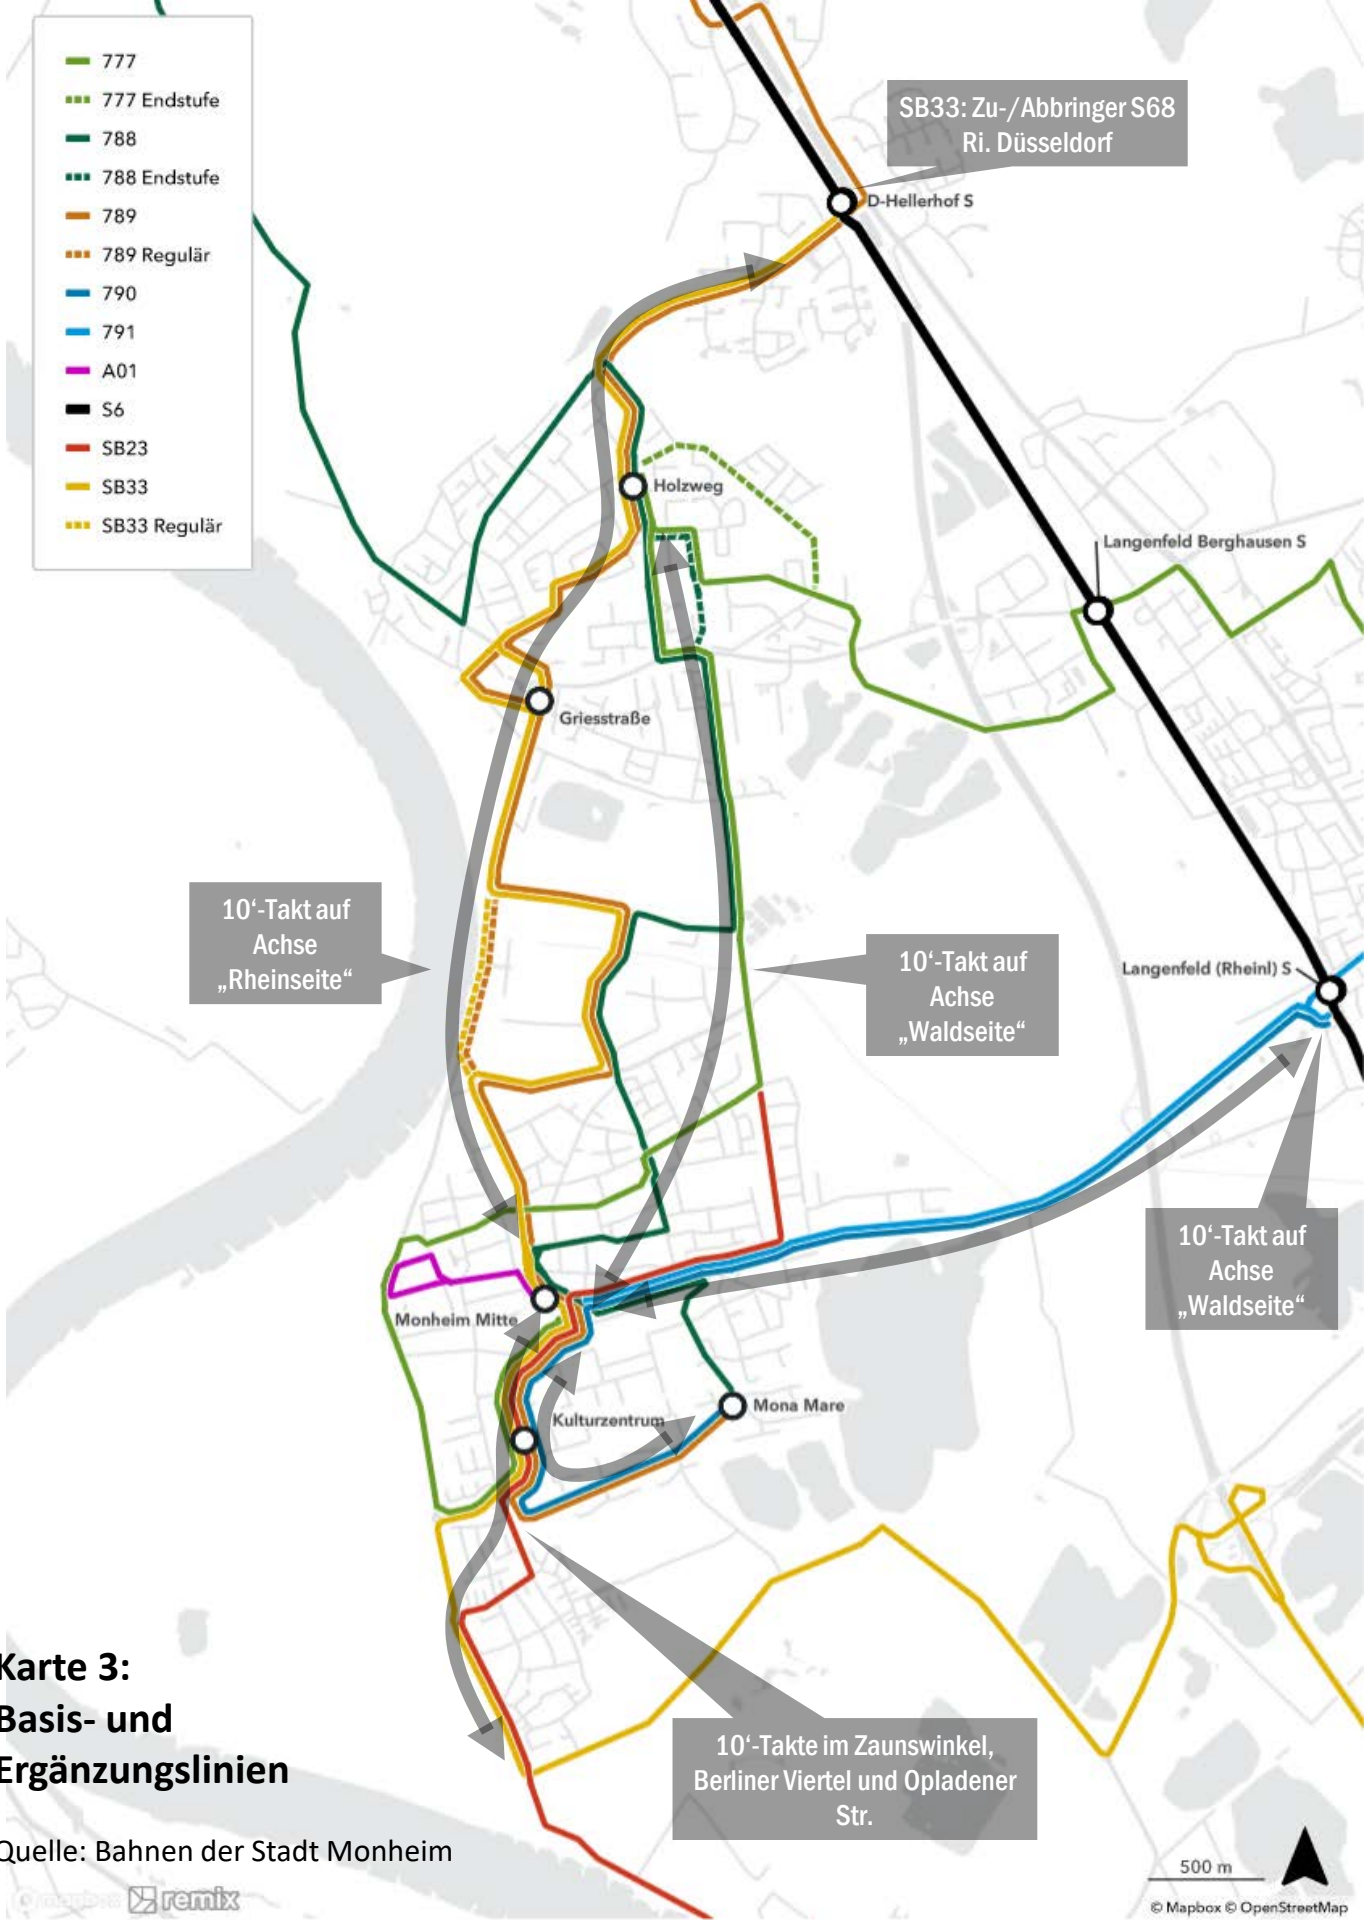 777
777 Endstufe
788
788 Endstufe
789
789 Regulär
790
791
A01
S6
SB23
SB33
SB33 Regulär
SB33: Zu-/Abbringer S68
Ri. Düsseldorf
D-Hellerhof S
Holzweg
Langenfeld Berghausen S
Griesstraße
10‘-Takt auf
Achse
„Rheinseite“
10‘-Takt auf
Achse
„Waldseite“
Langenfeld (Rheinl) S
10‘-Takt auf
Achse
„Waldseite“
Monheim Mitte
Mona Mare
Kulturzentrum
10‘-Takte im Zaunswinkel,
Berliner Viertel und Opladener
Str.
Karte 3:
Basis- und
Ergänzungslinien
Quelle: Bahnen der Stadt Monheim
mapbox remix
500 m
© Mapbox © OpenStreetMap